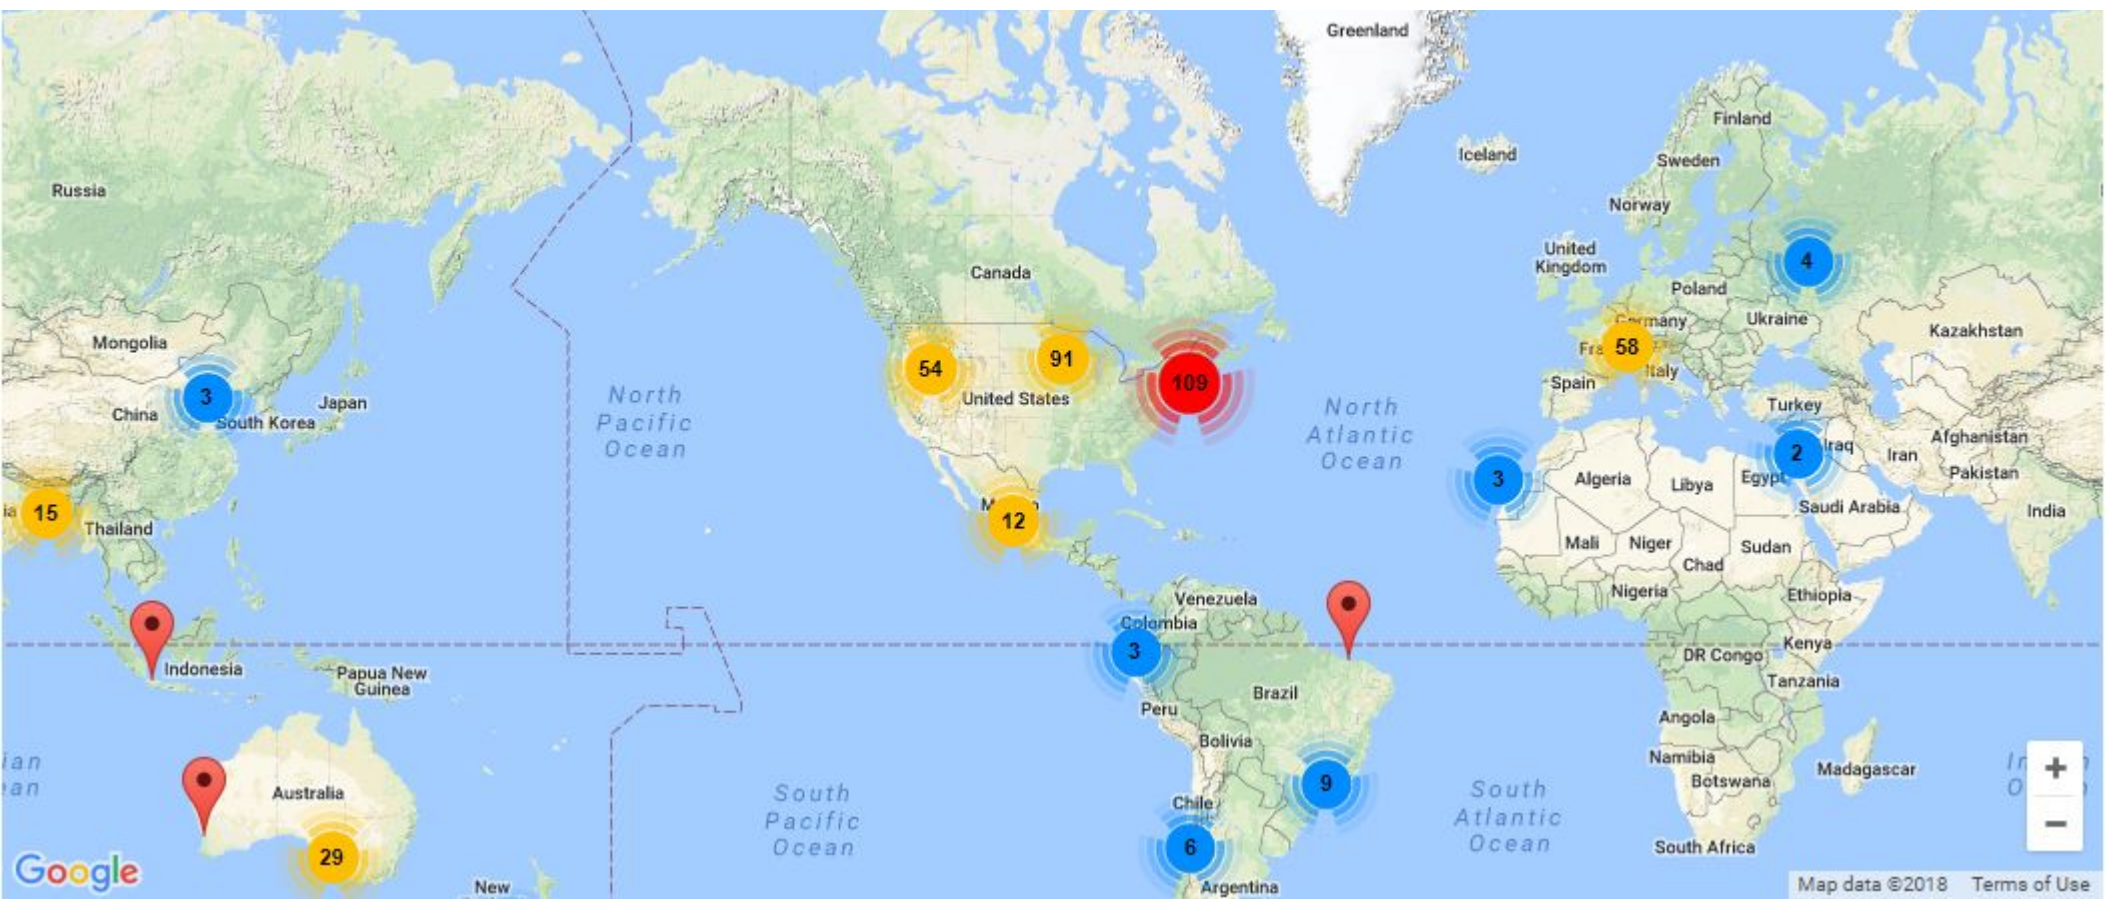 Greenland
Finland
Iceland
Sweden
Russia
Norway
United
Kingdom
4
Canada
Poland
Germany
Ukraine
Kazakhstan
Mongolia
58
54
91
109
Italy
Spain
3
United States
China
Japan
South Korea
North
Pacific
Ocean
North
Atlantic
Ocean
Turkey
2
Iraq
Iran
Afghanistan
Pakistan
3
Algeria
Libya
Egypt
Saudi Arabia
India
15
Thailand
12
Mali
Niger
Chad
Sudan
Nigeria
Ethiopia
Venezuela
Colombia
3
Kenya
DR Congo
Tanzania
Indonesia
Papua New
Guinea
Brazil
Peru
Bolivia
Angola
Namibia
Botswana
Madagascar
9
Australia
South
Pacific
Ocean
Chile
South
Atlantic
Ocean
6
29
South Africa
Google
New
Argentina
+
−
Map data ©2018 Terms of Use